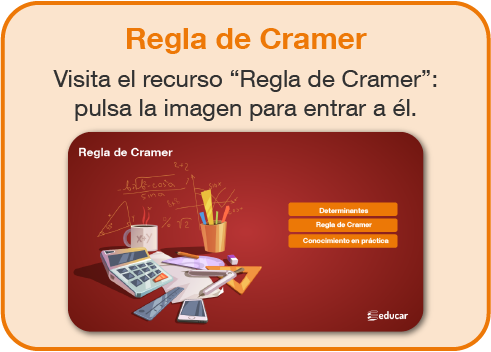 Regla de Cramer
Visita el recurso “Regla de Cramer”:
pulsa la imagen para entrar a él.
Regla de Cramer
Determinantes
Regla de Cramer
Conocimiento en práctica
x+y
educar